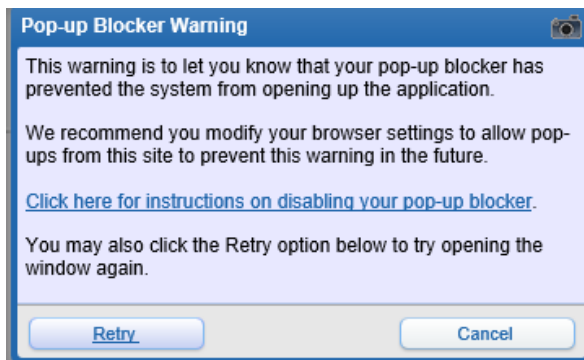 Pop-up Blocker Warning
This warning is to let you know that your pop-up blocker has
prevented the system from opening up the application.
We recommend you modify your browser settings to allow pop-
ups from this site to prevent this warning in the future.
Click here for instructions on disabling your pop-up blocker.
You may also click the Retry option below to try opening the
window again.
Retry
Cancel